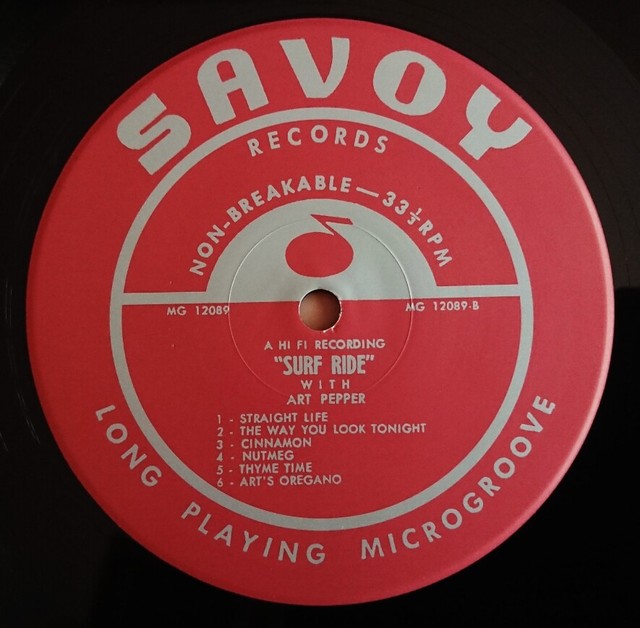 SAVOY
RECORDS
NON-BREAKABLE — 33⅓ RPM
MG 12089
MG 12089-B
A HI FI RECORDING
"SURF RIDE"
WITH
ART PEPPER
1 - STRAIGHT LIFE
2 - THE WAY YOU LOOK TONIGHT
3 - CINNAMON
4 - NUTMEG
5 - THYME TIME
6 - ART'S OREGANO
LONG PLAYING MICROGROOVE